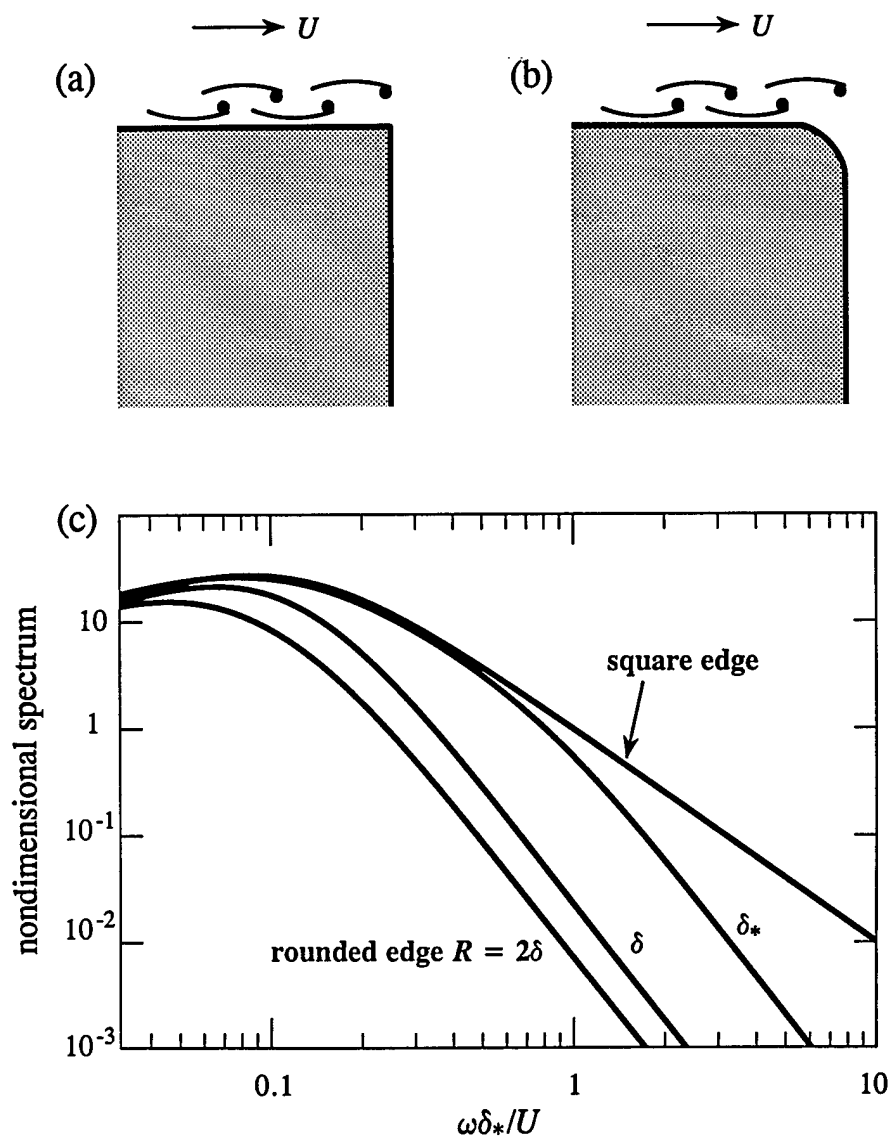 U
U
(a)
(b)
(c)
nondimensional spectrum
10
1
10⁻¹
10⁻²
10⁻³
square edge
rounded edge R = 2δ
δ
δ*
0.1
1
10
ωδ*/U